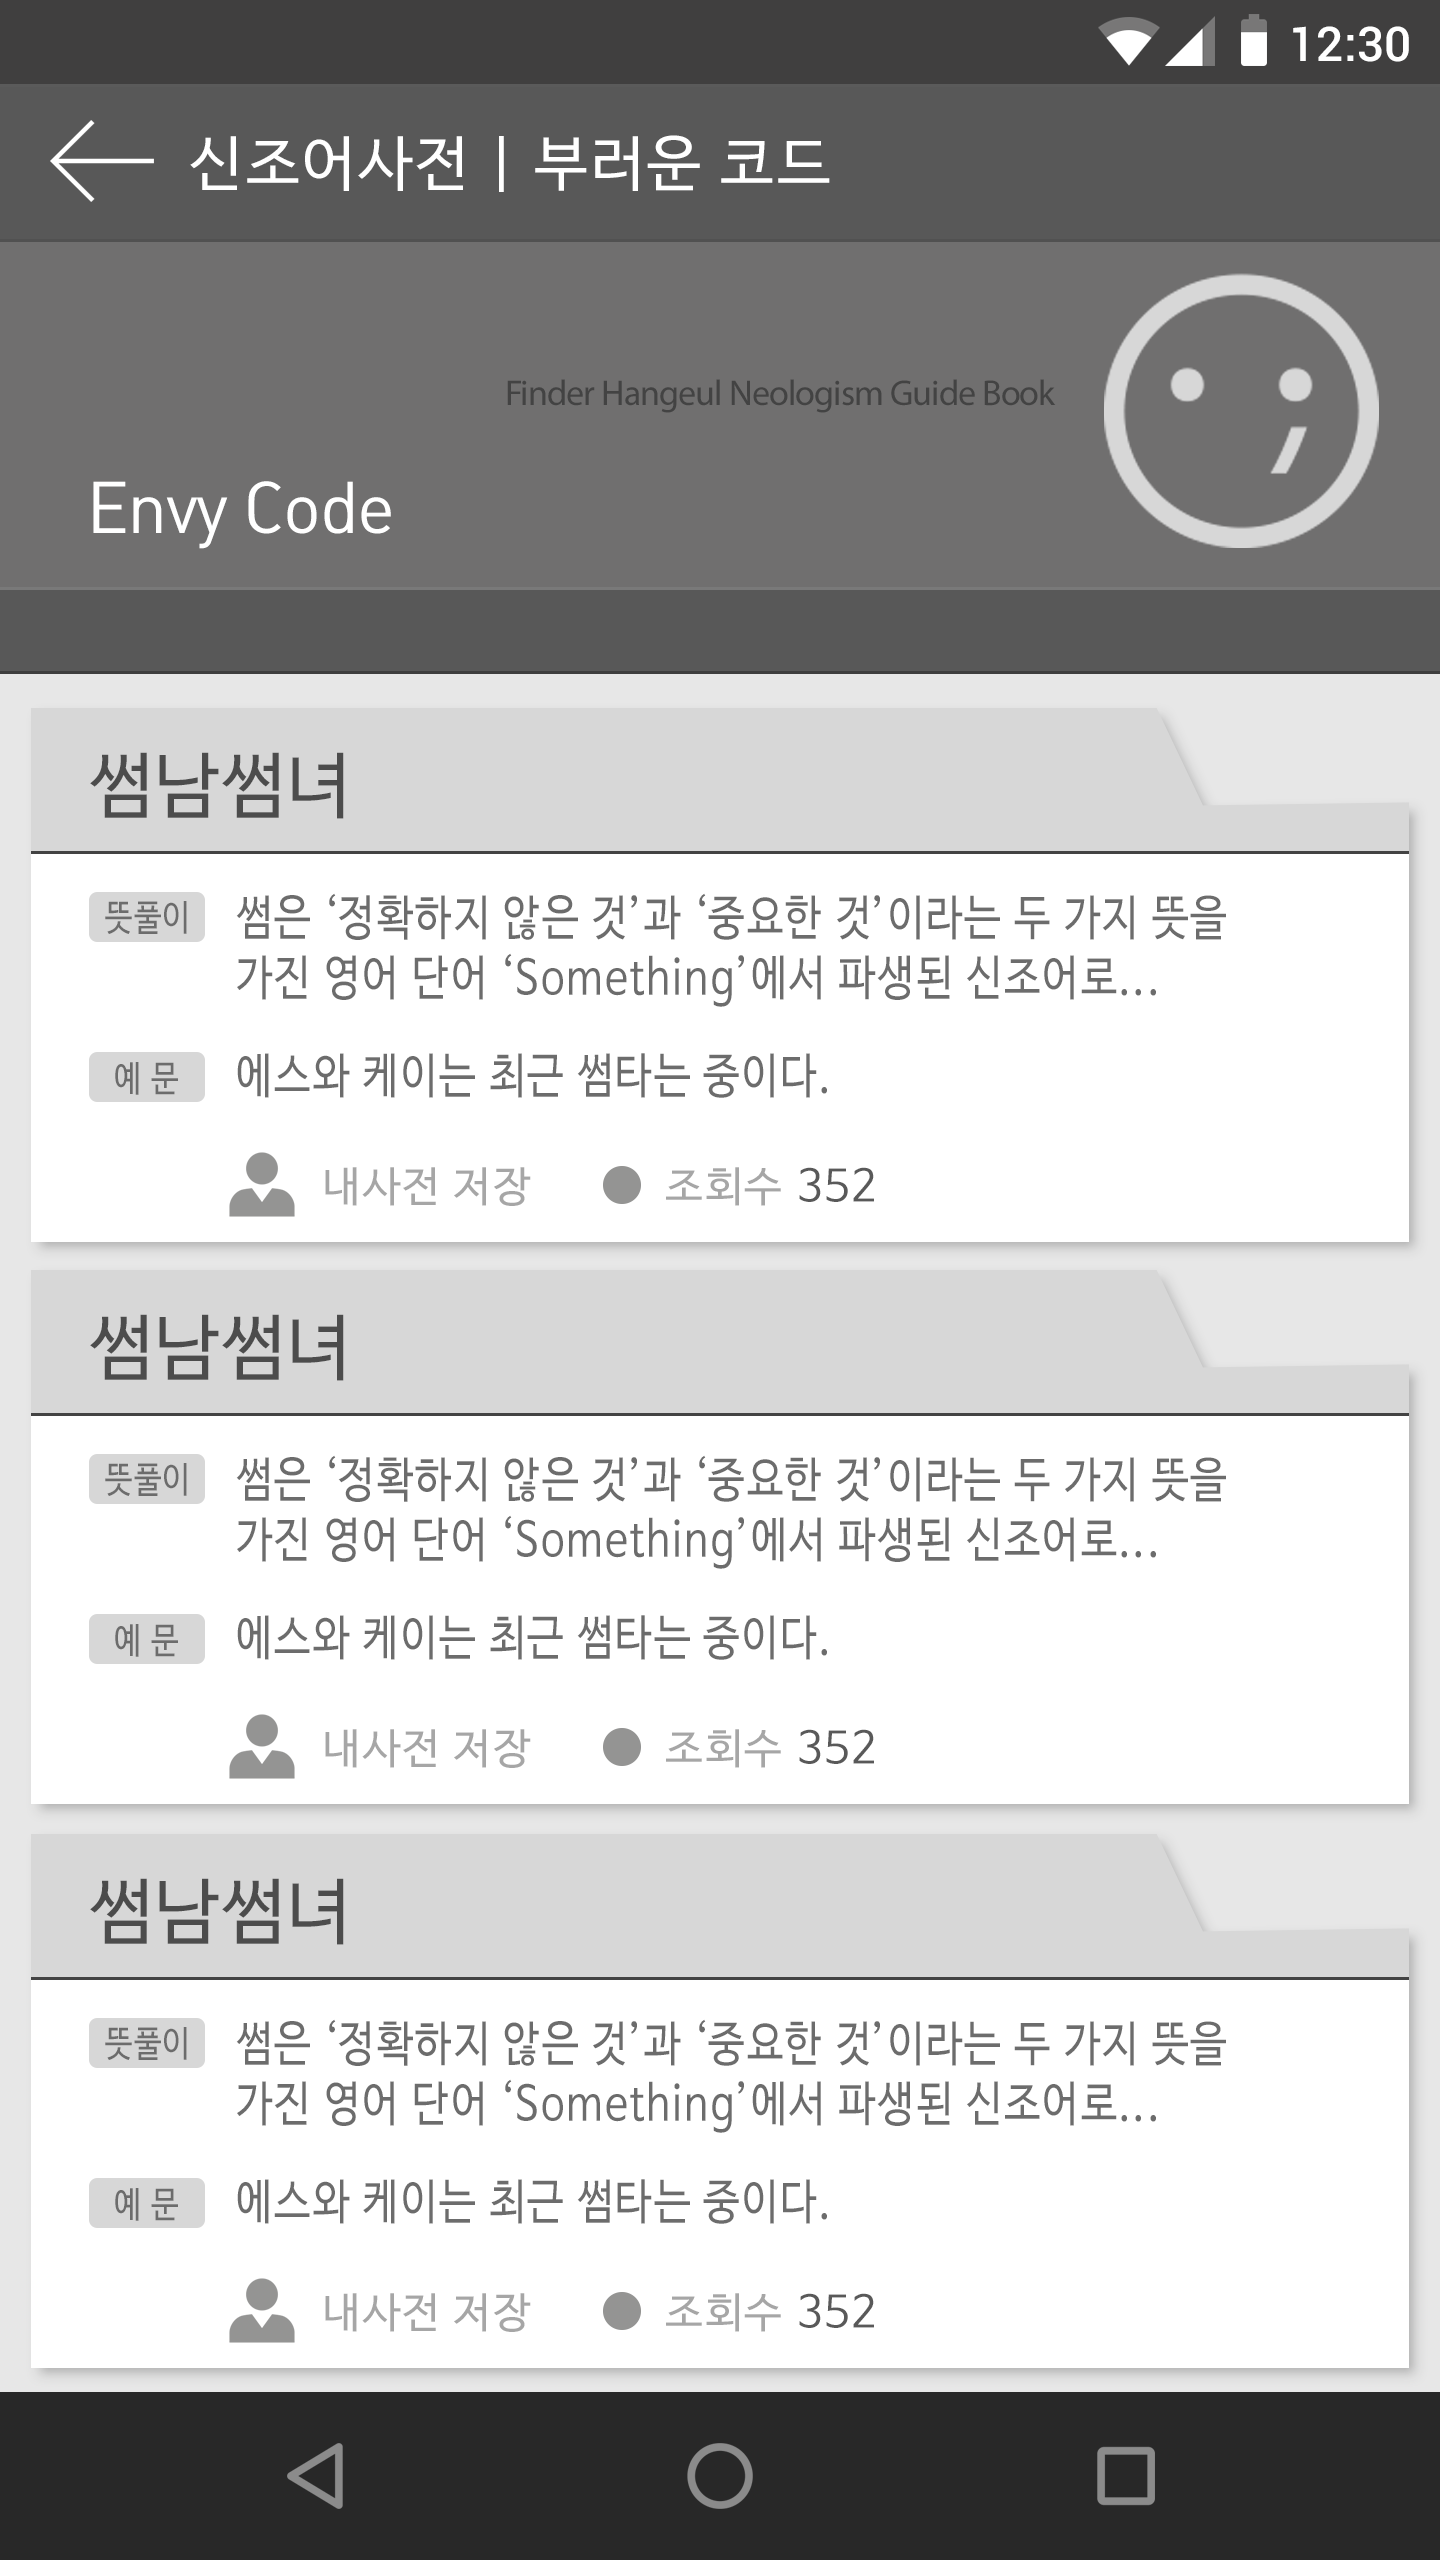 12:30
신조어사전 | 부러운 코드
Finder Hangeul Neologism Guide Book
Envy Code
썸남썸녀
뜻풀이 썸은 ‘정확하지 않은 것’과 ‘중요한 것’이라는 두 가지 뜻을
가진 영어 단어 ‘Something’에서 파생된 신조어로...
예 문 에스와 케이는 최근 썸타는 중이다.
내사전 저장 조회수 352
썸남썸녀
뜻풀이 썸은 ‘정확하지 않은 것’과 ‘중요한 것’이라는 두 가지 뜻을
가진 영어 단어 ‘Something’에서 파생된 신조어로...
예 문 에스와 케이는 최근 썸타는 중이다.
내사전 저장 조회수 352
썸남썸녀
뜻풀이 썸은 ‘정확하지 않은 것’과 ‘중요한 것’이라는 두 가지 뜻을
가진 영어 단어 ‘Something’에서 파생된 신조어로...
예 문 에스와 케이는 최근 썸타는 중이다.
내사전 저장 조회수 352